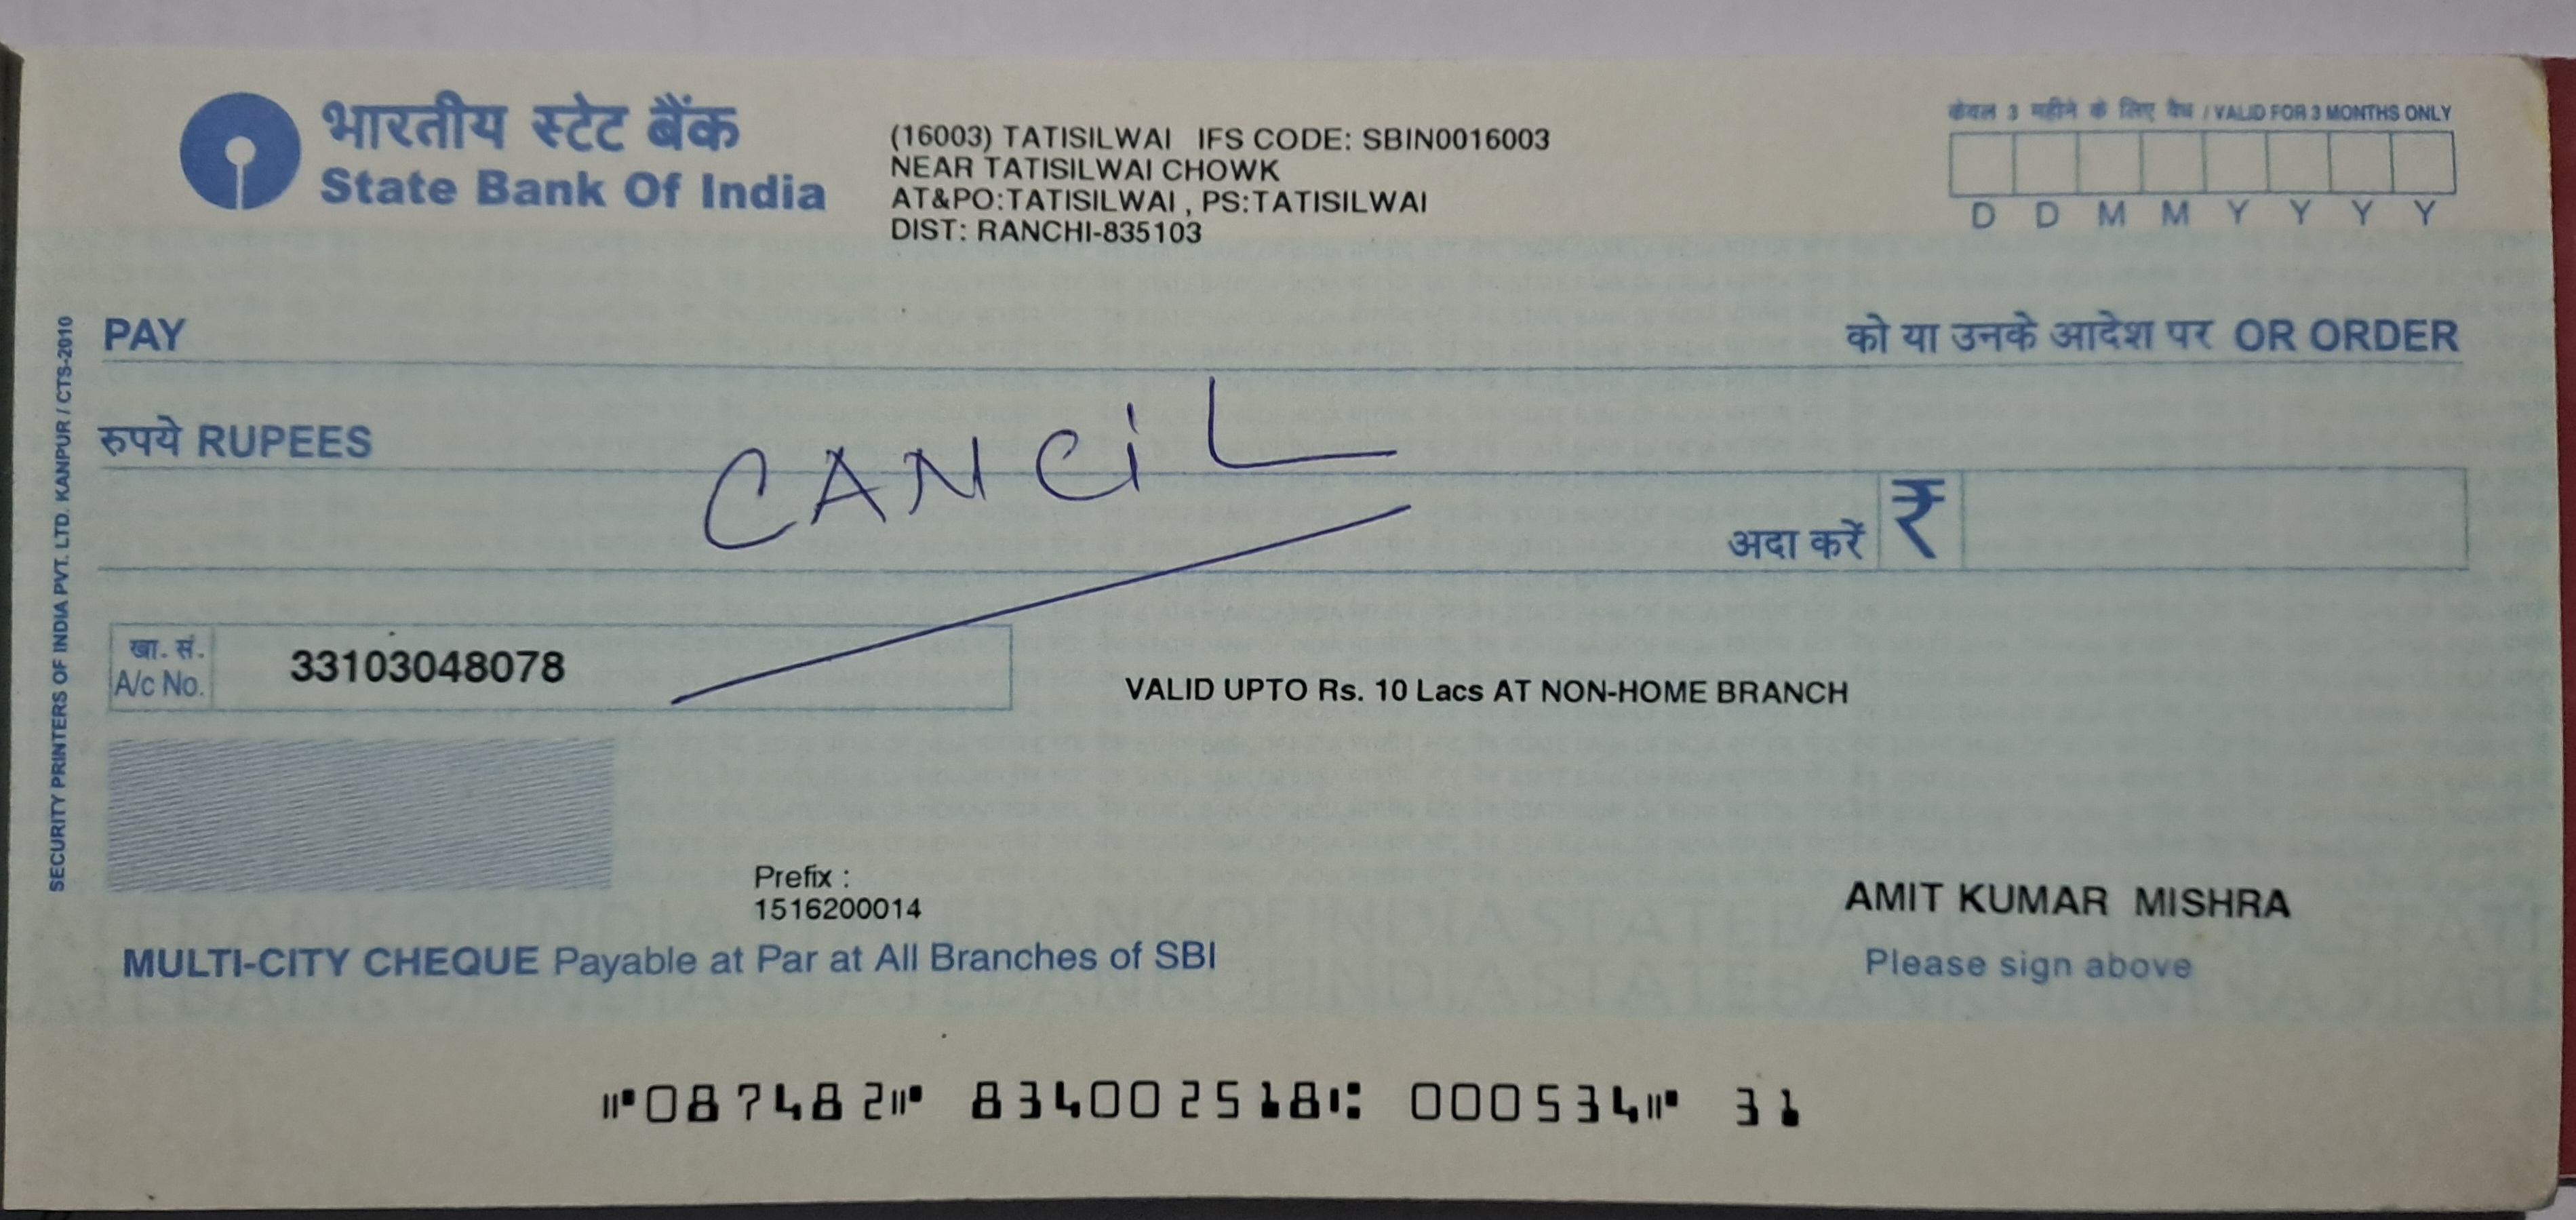 भारतीय स्टेट बैंक
State Bank Of India
(16003) TATISILWAI IFS CODE: SBIN0016003
NEAR TATISILWAI CHOWK
AT&PO:TATISILWAI , PS:TATISILWAI
DIST: RANCHI-835103
केवल 3 महीने के लिए वैध / VALID FOR 3 MONTHS ONLY
D D M M Y Y Y Y
PAY
को या उनके आदेश पर OR ORDER
रुपये RUPEES
CANCiL
अदा करें ₹
खा. सं.
A/c No.
33103048078
VALID UPTO Rs. 10 Lacs AT NON-HOME BRANCH
SECURITY PRINTERS OF INDIA PVT. LTD. KANPUR / CTS-2010
Prefix :
1516200014
MULTI-CITY CHEQUE Payable at Par at All Branches of SBI
AMIT KUMAR MISHRA
Please sign above
⑈087482⑈ 834002518⑆ 000534⑈ 31